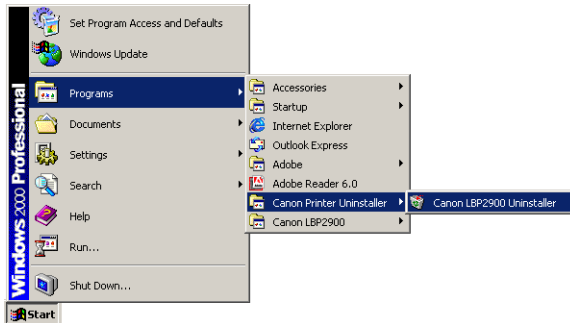 Set Program Access and Defaults
Windows Update
Programs
Documents
Settings
Search
Help
Run...
Shut Down...
Windows 2000 Professional
Start
Accessories
Startup
Internet Explorer
Outlook Express
Adobe
Adobe Reader 6.0
Canon Printer Uninstaller
Canon LBP2900
Canon LBP2900 Uninstaller